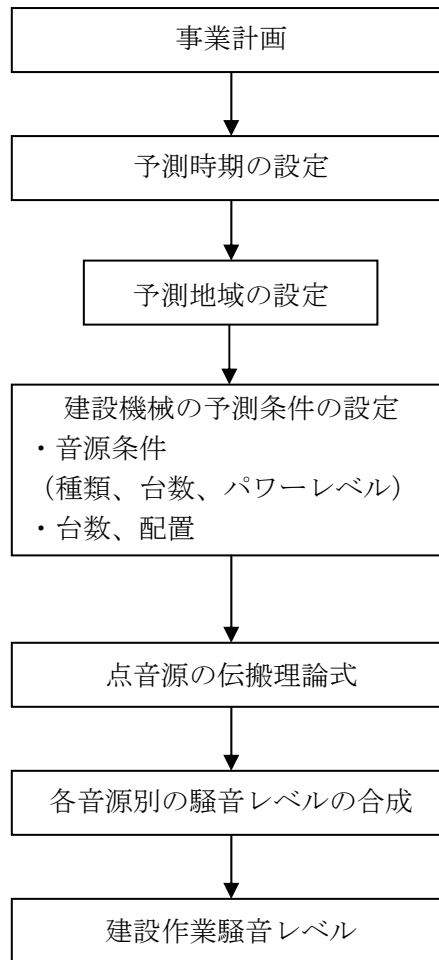 事業計画
予測時期の設定
予測地域の設定
建設機械の予測条件の設定
・音源条件
（種類、台数、パワーレベル）
・台数、配置
点音源の伝搬理論式
各音源別の騒音レベルの合成
建設作業騒音レベル